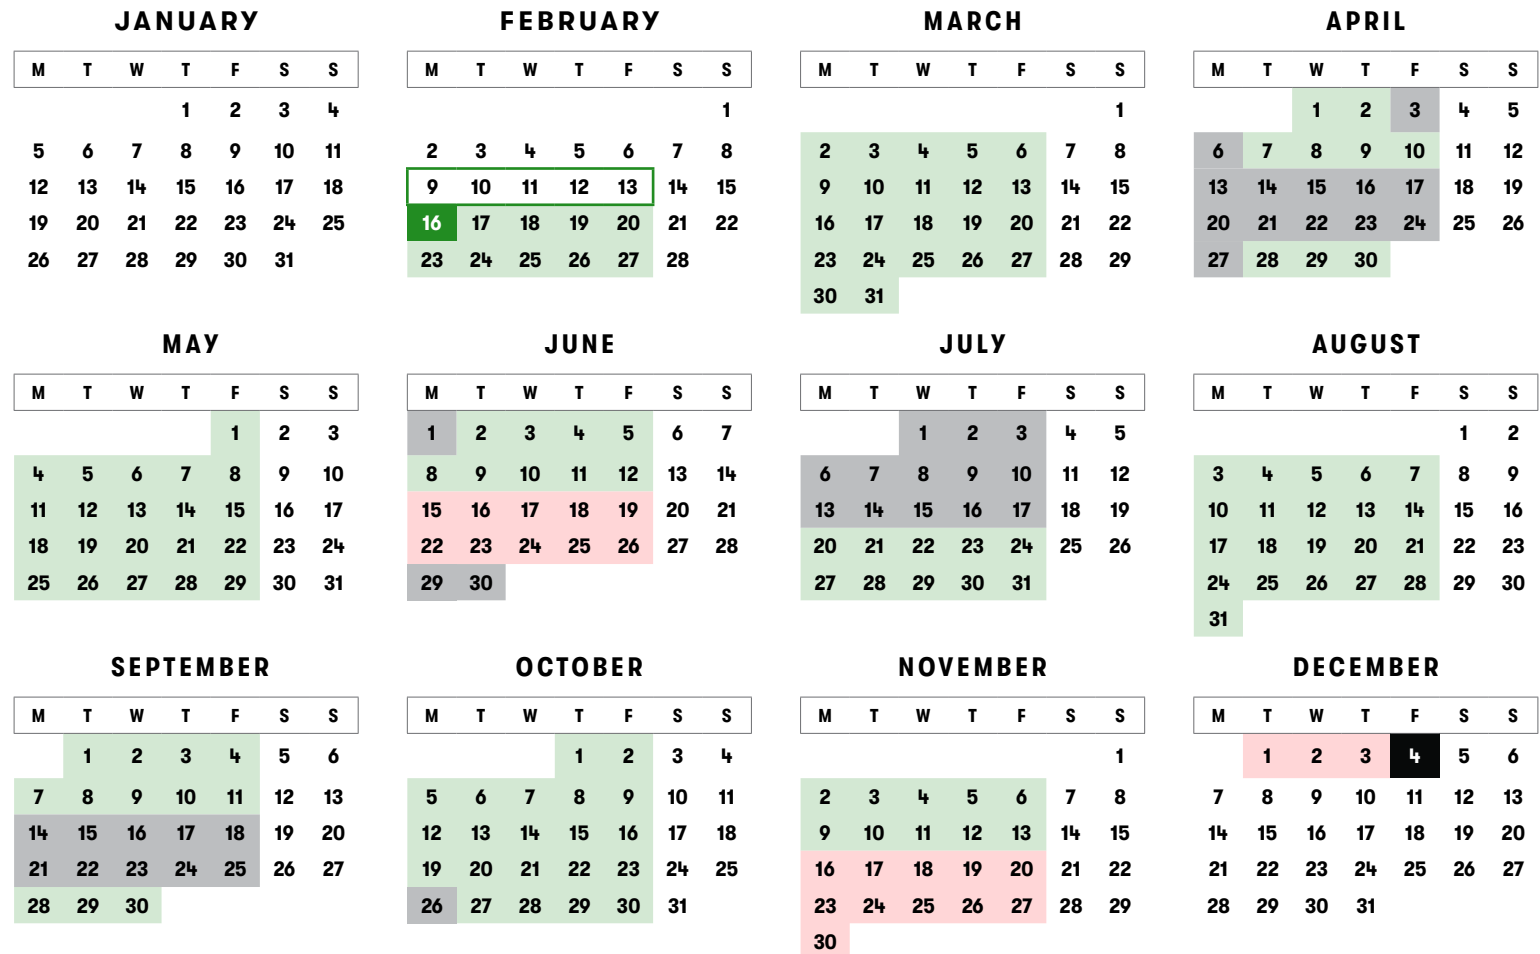 JANUARY FEBRUARY MARCH APRIL
M T W T F S S M T W T F S S M T W T F S S M T W T F S S
1 2 3 4 1 1 1 2 3 4 5
5 6 7 8 9 10 11 2 3 4 5 6 7 8 2 3 4 5 6 7 8 6 7 8 9 10 11 12
12 13 14 15 16 17 18 9 10 11 12 13 14 15 9 10 11 12 13 14 15 13 14 15 16 17 18 19
19 20 21 22 23 24 25 16 17 18 19 20 21 22 16 17 18 19 20 21 22 20 21 22 23 24 25 26
26 27 28 29 30 31 23 24 25 26 27 28 23 24 25 26 27 28 29 27 28 29 30
30 31
MAY JUNE JULY AUGUST
M T W T F S S M T W T F S S M T W T F S S M T W T F S S
1 2 3 1 2 3 4 5 6 7 1 2 3 4 5 1 2
4 5 6 7 8 9 10 8 9 10 11 12 13 14 6 7 8 9 10 11 12 3 4 5 6 7 8 9
11 12 13 14 15 16 17 15 16 17 18 19 20 21 13 14 15 16 17 18 19 10 11 12 13 14 15 16
18 19 20 21 22 23 24 22 23 24 25 26 27 28 20 21 22 23 24 25 26 17 18 19 20 21 22 23
25 26 27 28 29 30 31 29 30 27 28 29 30 31 24 25 26 27 28 29 30
31
SEPTEMBER OCTOBER NOVEMBER DECEMBER
M T W T F S S M T W T F S S M T W T F S S M T W T F S S
1 2 3 4 5 6 1 2 3 4 1 1 2 3 4 5 6
7 8 9 10 11 12 13 5 6 7 8 9 10 11 2 3 4 5 6 7 8 7 8 9 10 11 12 13
14 15 16 17 18 19 20 12 13 14 15 16 17 18 9 10 11 12 13 14 15 14 15 16 17 18 19 20
21 22 23 24 25 26 27 19 20 21 22 23 24 25 16 17 18 19 20 21 22 21 22 23 24 25 26 27
28 29 30 26 27 28 29 30 31 23 24 25 26 27 28 29 28 29 30 31
30